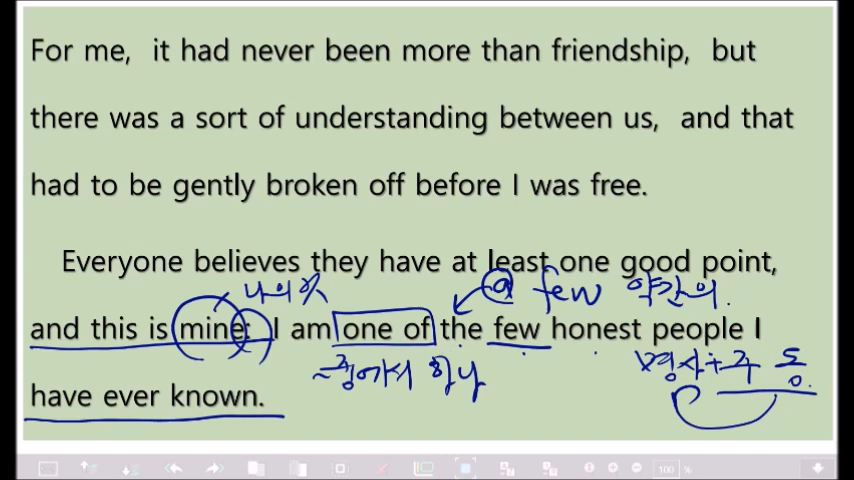 For me, it had never been more than friendship, but
there was a sort of understanding between us, and that
had to be gently broken off before I was free.
Everyone believes they have at least one good point,
나의 것
a few 약간의.
and this is mine: I am one of the few honest people I
~중에서 하나
명사+주 동
have ever known.
100 %